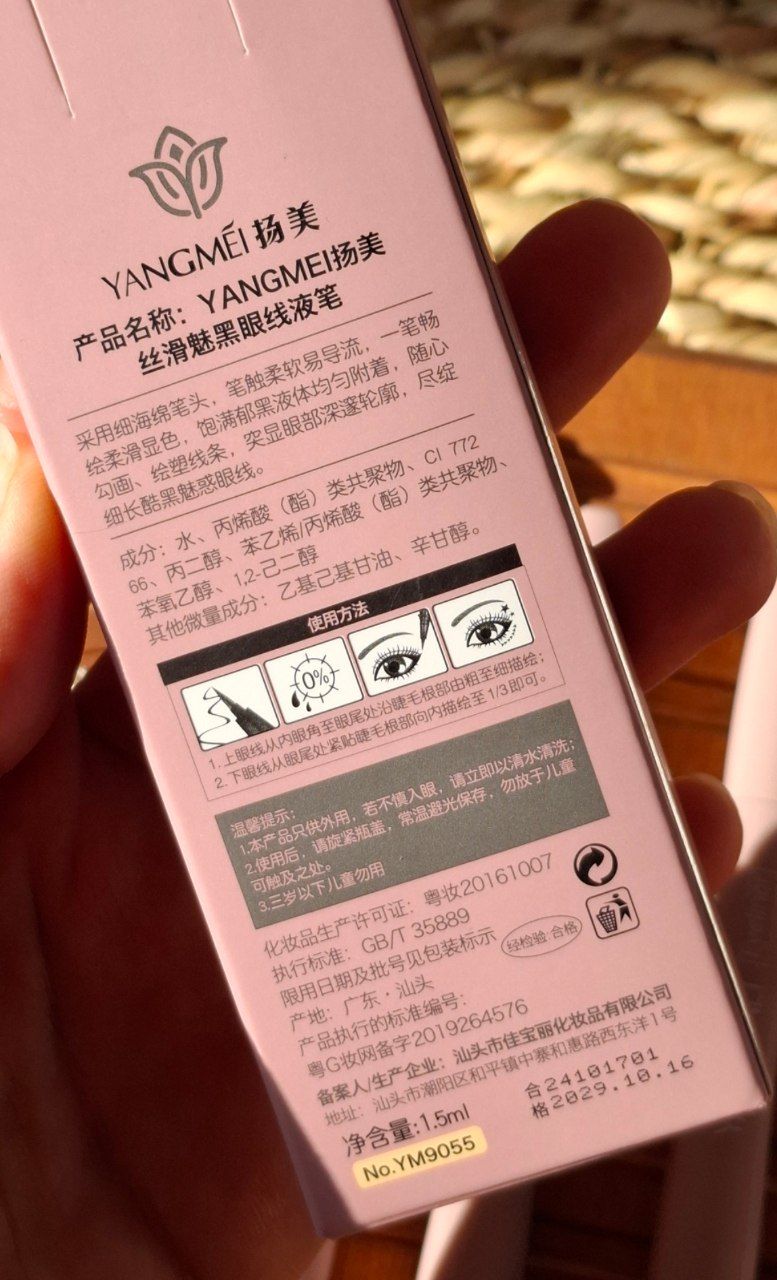 YANGMÉI 扬美
产品名称：YANGMEI扬美
丝滑魅黑眼线液笔
采用细海绵笔头，笔触柔软易导流，一笔畅
绘柔滑显色，饱满郁黑液体均匀附着，随心
勾画、绘塑线条，突显眼部深邃轮廓，尽绽
细长酷黑魅惑眼线。
成分：水、丙烯酸（酯）类共聚物、CI 772
66、丙二醇、苯乙烯/丙烯酸（酯）类共聚物、
苯氧乙醇、1,2-己二醇
其他微量成分：乙基己基甘油、辛甘醇。
使用方法
0%
1.上眼线从内眼角至眼尾处沿睫毛根部由粗至细描绘；
2.下眼线从眼尾处紧贴睫毛根部向内描绘至1/3即可。
温馨提示：
1.本产品只供外用，若不慎入眼，请立即以清水清洗；
2.使用后，请旋紧瓶盖，常温避光保存，勿放于儿童
可触及之处。
3.三岁以下儿童勿用
化妆品生产许可证：粤妆20161007
执行标准：GB/T 35889
限用日期及批号见包装标示
经检验·合格
产地：广东·汕头
产品执行的标准编号：
粤G妆网备字2019264576
备案人/生产企业：汕头市佳宝丽化妆品有限公司
地址：汕头市潮阳区和平镇中寨和惠路西东洋1号
净含量:1.5ml
合24101701
格2029.10.16
No.YM9055